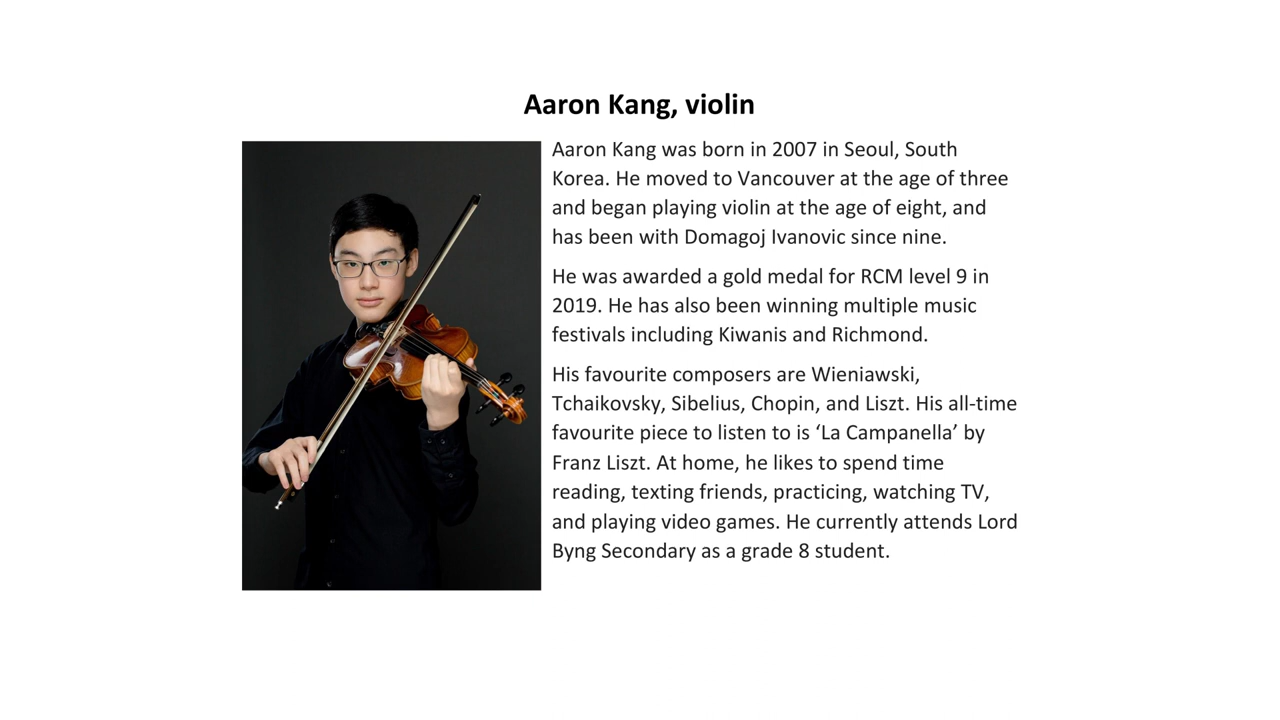 Aaron Kang, violin
Aaron Kang was born in 2007 in Seoul, South
Korea. He moved to Vancouver at the age of three
and began playing violin at the age of eight, and
has been with Domagoj Ivanovic since nine.
He was awarded a gold medal for RCM level 9 in
2019. He has also been winning multiple music
festivals including Kiwanis and Richmond.
His favourite composers are Wieniawski,
Tchaikovsky, Sibelius, Chopin, and Liszt. His all-time
favourite piece to listen to is ‘La Campanella’ by
Franz Liszt. At home, he likes to spend time
reading, texting friends, practicing, watching TV,
and playing video games. He currently attends Lord
Byng Secondary as a grade 8 student.